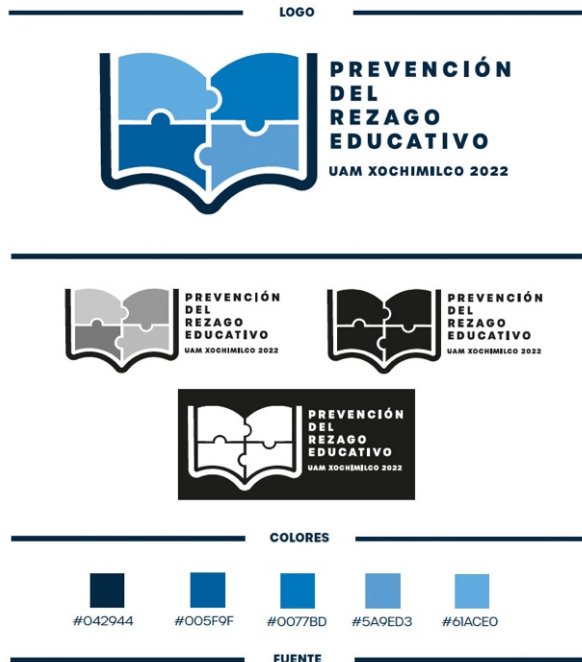 LOGO
PREVENCIÓN
DEL
REZAGO
EDUCATIVO
UAM XOCHIMILCO 2022
PREVENCIÓN
DEL
REZAGO
EDUCATIVO
UAM XOCHIMILCO 2022
PREVENCIÓN
DEL
REZAGO
EDUCATIVO
UAM XOCHIMILCO 2022
PREVENCIÓN
DEL
REZAGO
EDUCATIVO
UAM XOCHIMILCO 2022
COLORES
#042944 #005F9F #0077BD #5A9ED3 #61ACE0
FUENTE